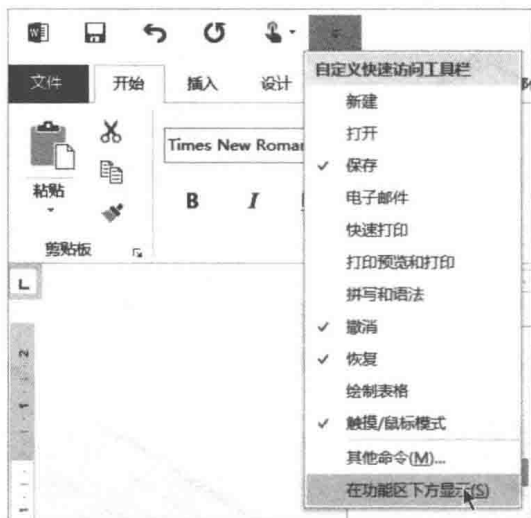 文件
开始
插入
设计
粘贴
Times New Roma
B
I
剪贴板
自定义快速访问工具栏
新建
打开
✓ 保存
电子邮件
快速打印
打印预览和打印
拼写和语法
✓ 撤消
✓ 恢复
绘制表格
✓ 触摸/鼠标模式
其他命令(M)...
在功能区下方显示(S)
L
2
1
1